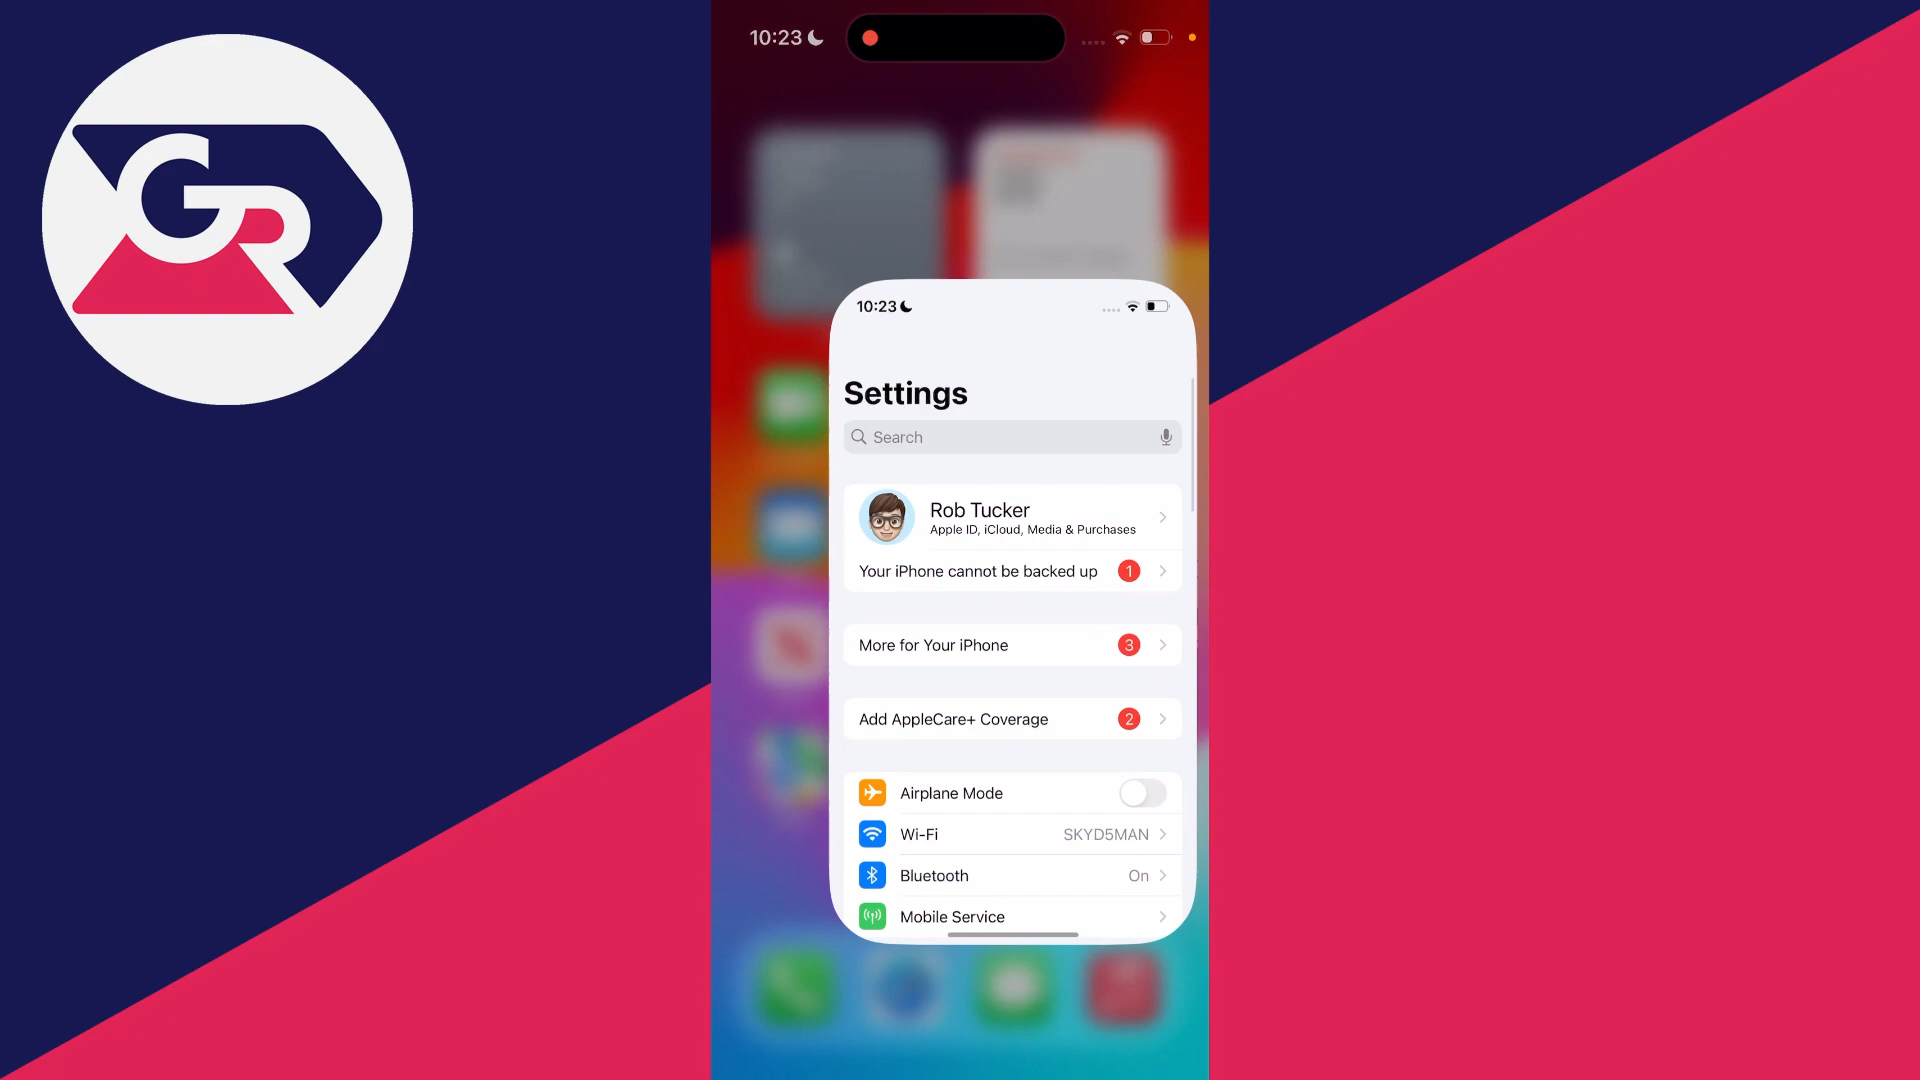 GR
10:23
10:23
Settings
Search
Rob Tucker
Apple ID, iCloud, Media & Purchases
Your iPhone cannot be backed up 1
More for Your iPhone 3
Add AppleCare+ Coverage 2
Airplane Mode
Wi-Fi SKYD5MAN
Bluetooth On
Mobile Service